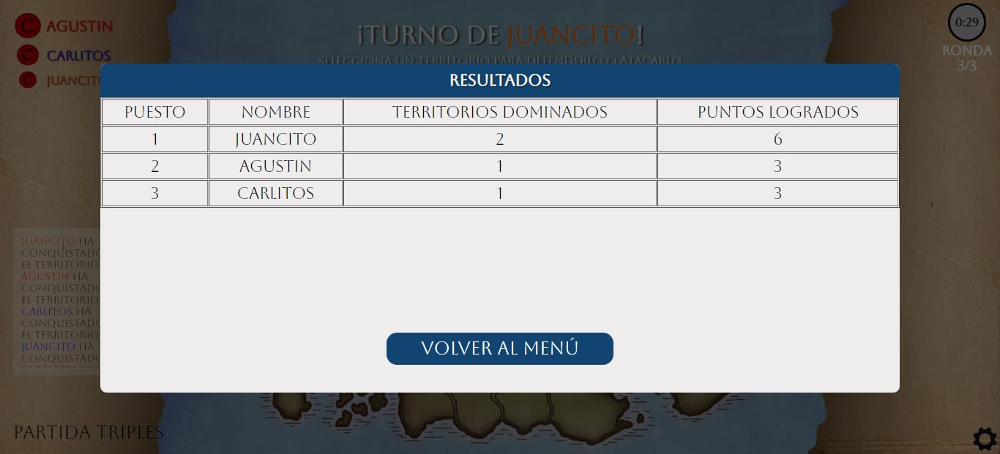 C AGUSTIN
C CARLITOS
C JUANCITO
¡TURNO DE JUANCITO!
SELECCIONA UN TERRITORIO PARA DEFENDERLO O ATACARLO.
0:29
RONDA
3/3
RESULTADOS
PUESTO NOMBRE TERRITORIOS DOMINADOS PUNTOS LOGRADOS
1 JUANCITO 2 6
2 AGUSTIN 1 3
3 CARLITOS 1 3
JUANCITO HA
CONQUISTADO
EL TERRITORIO
AGUSTIN HA
CONQUISTADO
EL TERRITORIO
CARLITOS HA
CONQUISTADO
EL TERRITORIO
JUANCITO HA
CONQUISTADO
VOLVER AL MENÚ
PARTIDA TRIPLES